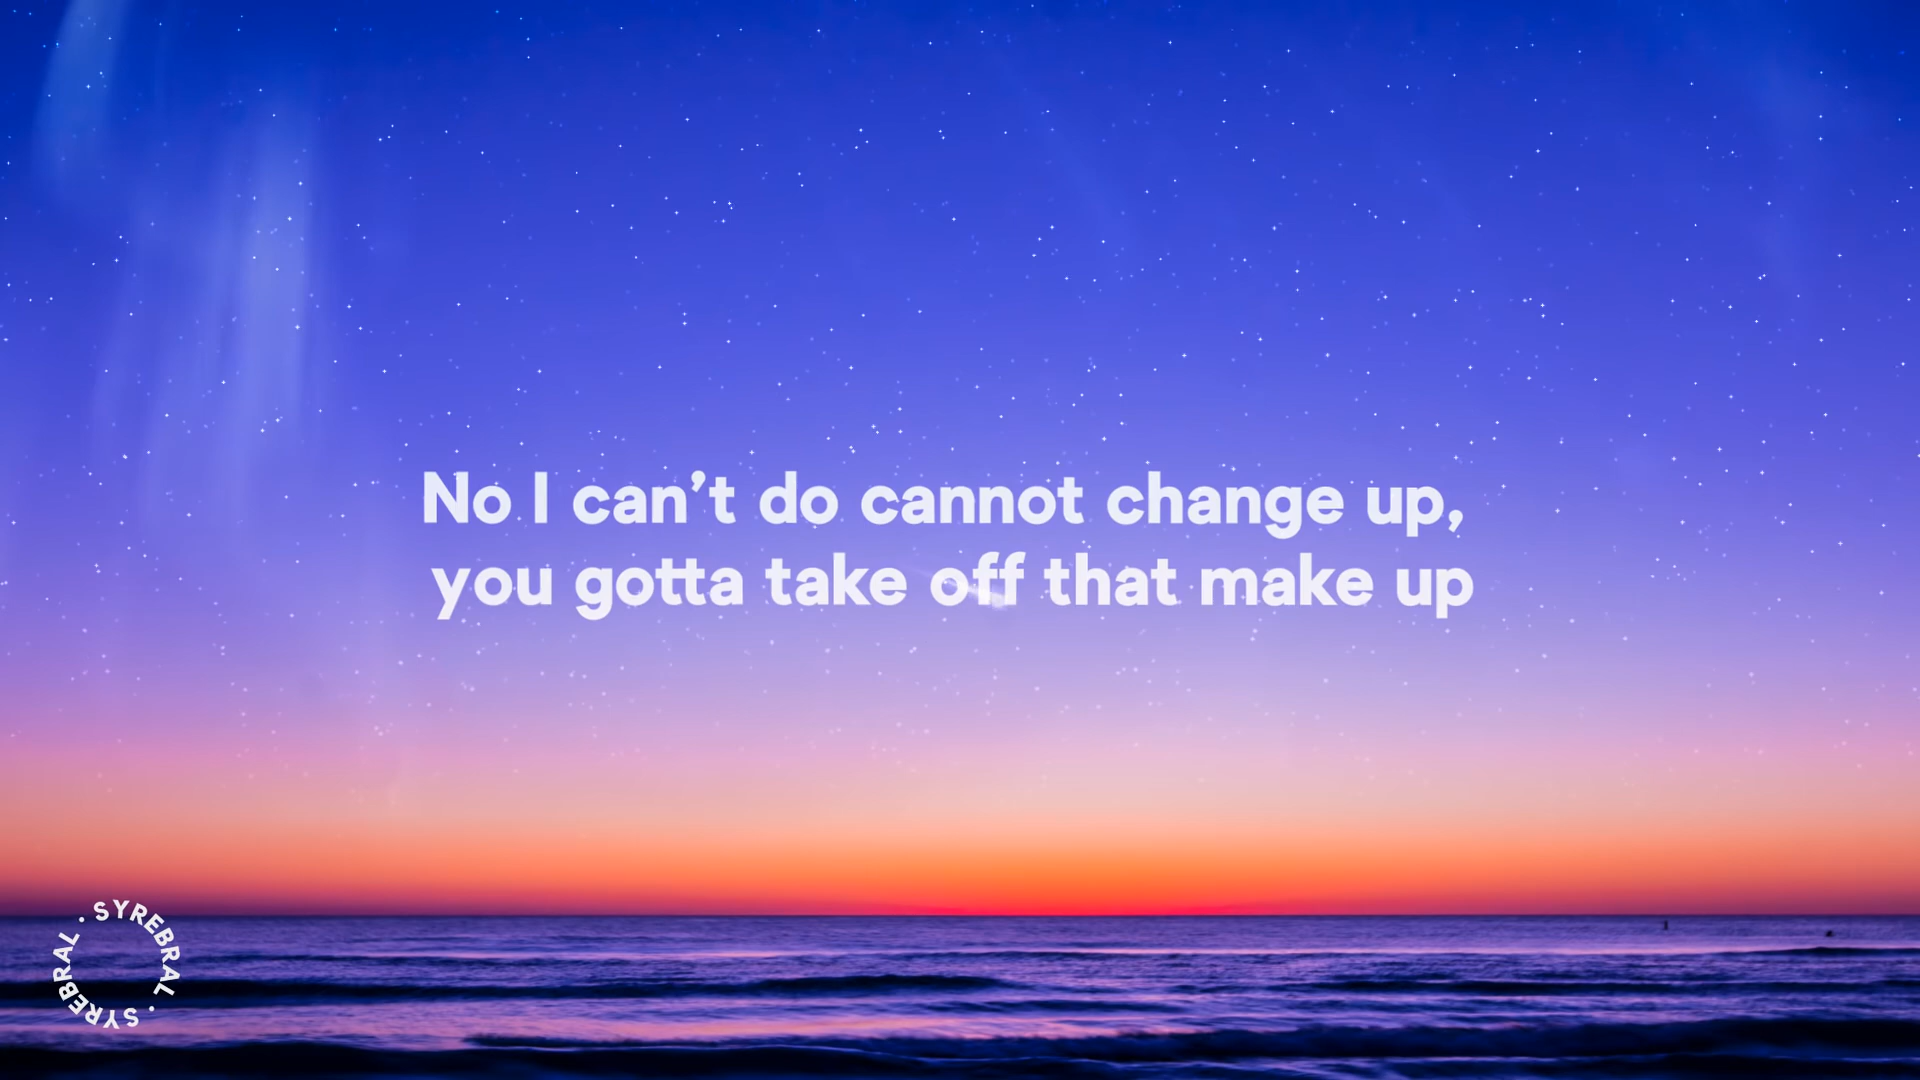 No I can’t do cannot change up,
you gotta take off that make up
SYREBRAL · SYREBRAL ·